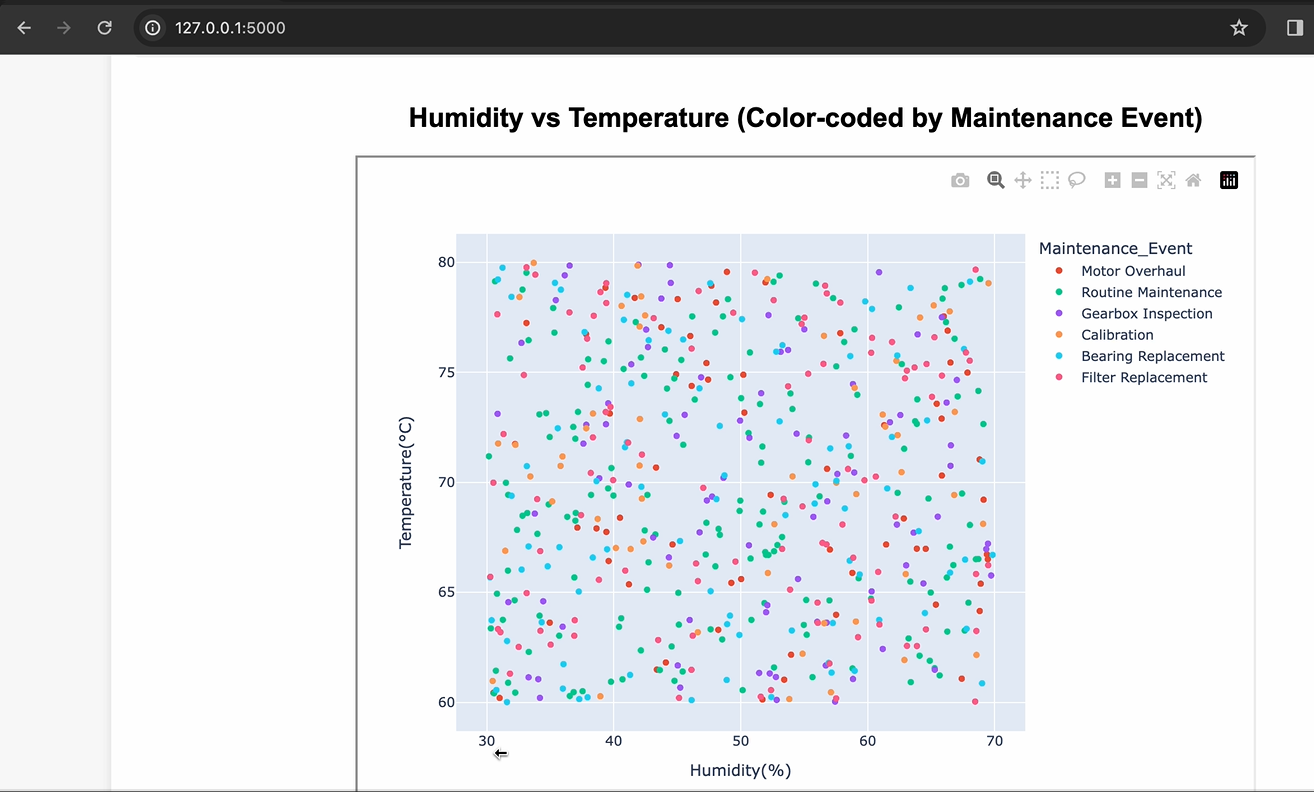 127.0.0.1:5000
Humidity vs Temperature (Color-coded by Maintenance Event)
Maintenance_Event
Motor Overhaul
Routine Maintenance
Gearbox Inspection
Calibration
Bearing Replacement
Filter Replacement
80
75
70
65
60
Temperature(°C)
30 40 50 60 70
Humidity(%)